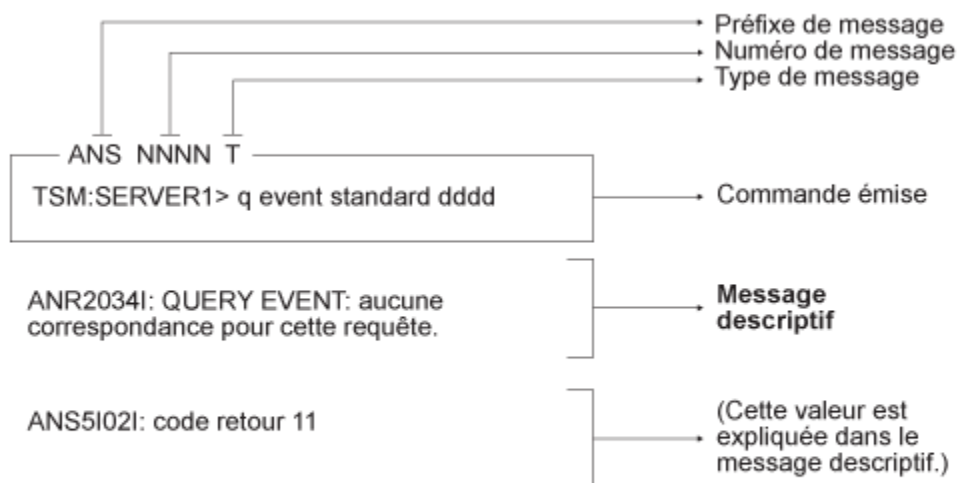 Préfixe de message
Numéro de message
Type de message
ANS NNNN T
TSM:SERVER1> q event standard dddd
Commande émise
ANR2034I: QUERY EVENT: aucune
correspondance pour cette requête.
Message
descriptif
ANS5I02I: code retour 11
(Cette valeur est
expliquée dans le
message descriptif.)